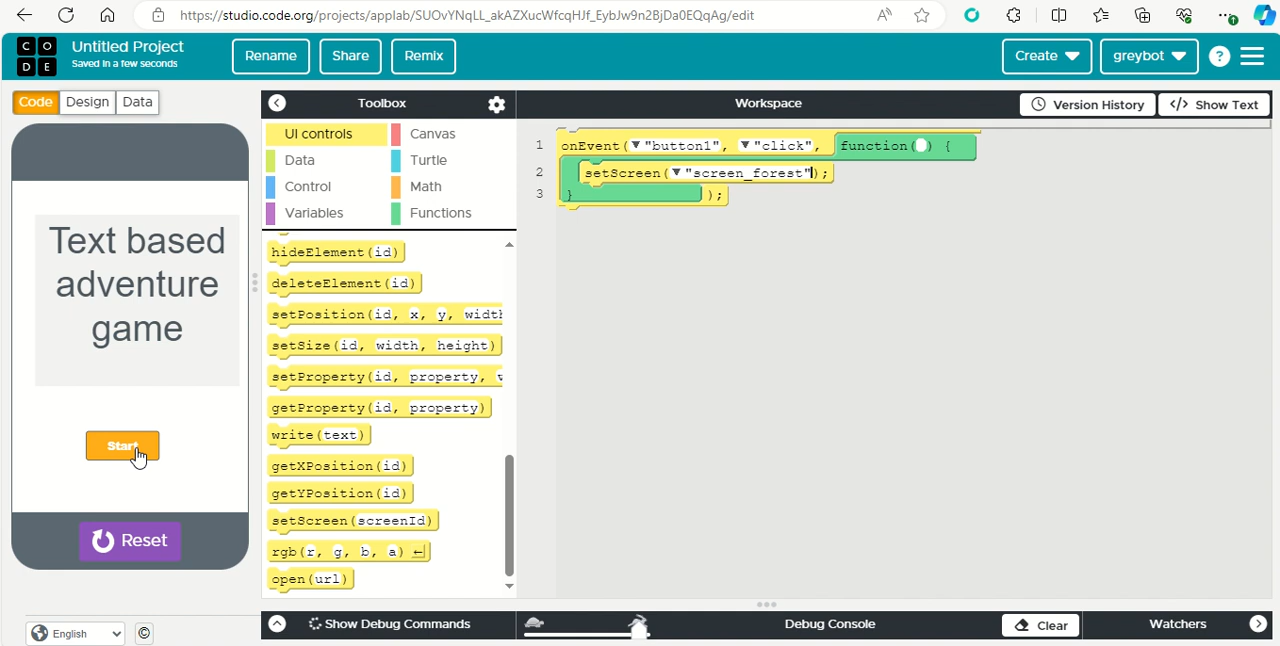 https://studio.code.org/projects/applab/SUOvYNqLL_akAZXucWfcqHJf_EybJw9n2BjDa0EQqAg/edit
CODE
Untitled Project
Saved in a few seconds
Rename
Share
Remix
Create
greybot
?
Code
Design
Data
Toolbox
Workspace
Version History
</> Show Text
UI controls
Canvas
Data
Turtle
Control
Math
Variables
Functions
Text based
adventure
game
Start
Reset
hideElement(id)
deleteElement(id)
setPosition(id, x, y, width
setSize(id, width, height)
setProperty(id, property, v
getProperty(id, property)
write(text)
getXPosition(id)
getYPosition(id)
setScreen(screenId)
rgb(r, g, b, a)
open(url)
1 onEvent(▼"button1", ▼"click", function() {
2 setScreen(▼"screen_forest");
3 } );
English
©
Show Debug Commands
Debug Console
Clear
Watchers